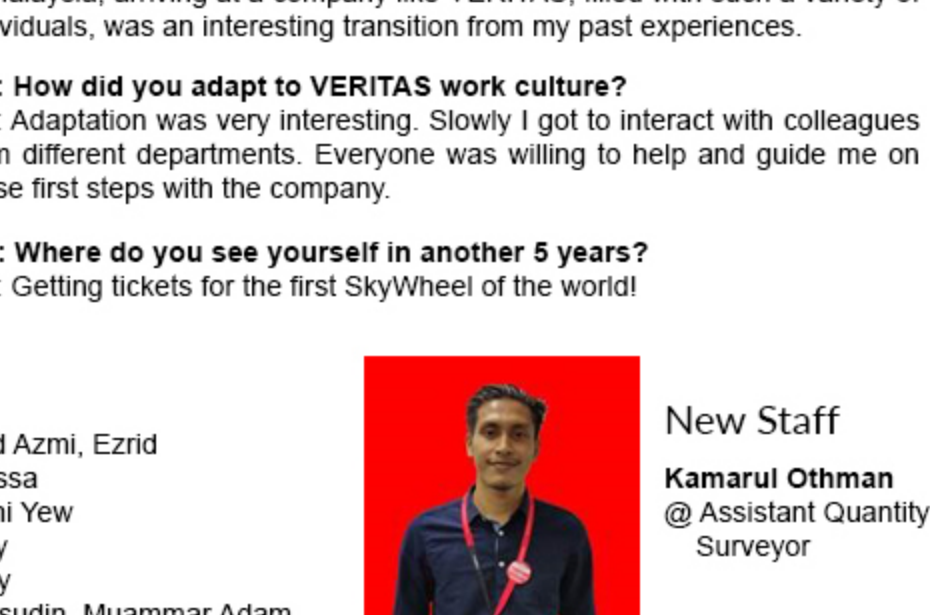 viduals, was an interesting transition from my past experiences.
: How did you adapt to VERITAS work culture?
: Adaptation was very interesting. Slowly I got to interact with colleagues
different departments. Everyone was willing to help and guide me on
first steps with the company.
: Where do you see yourself in another 5 years?
: Getting tickets for the first SkyWheel of the world!
New Staff
Azmi, Ezrid
Kamarul Othman
Yew
@ Assistant Quantity
Surveyor
Muammar Adam